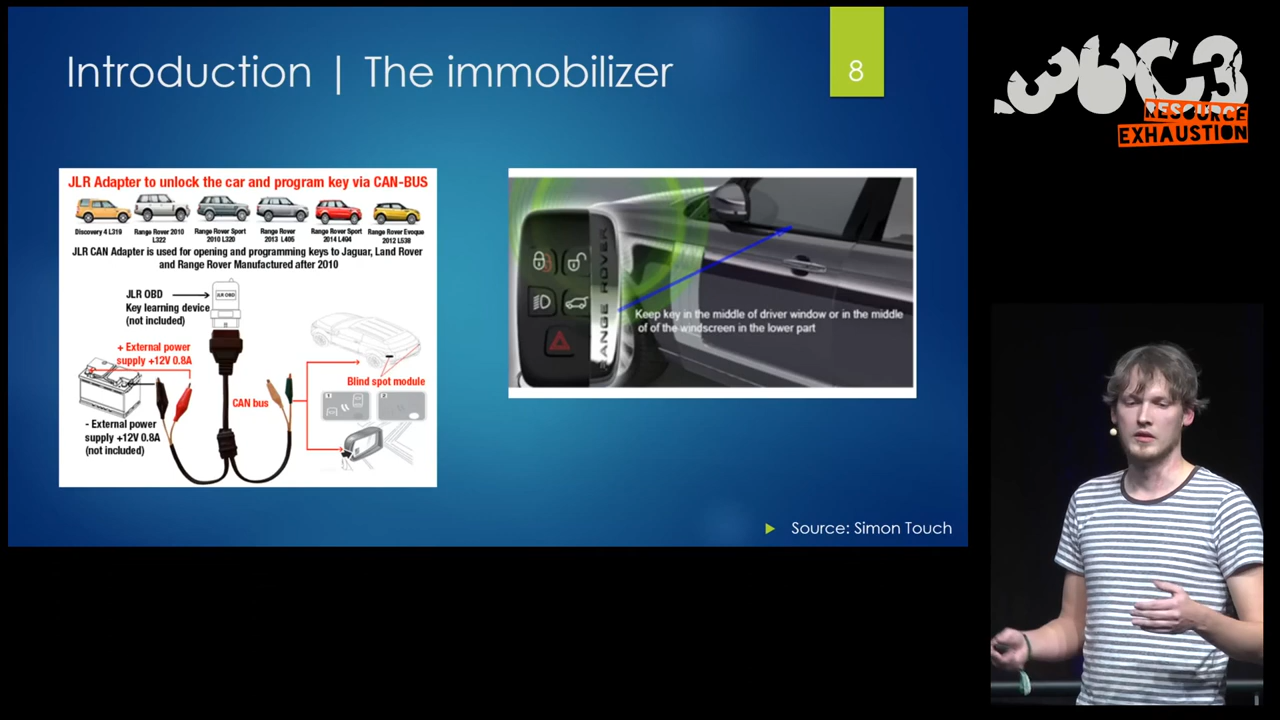 Introduction | The immobilizer
8
JLR Adapter to unlock the car and program key via CAN-BUS
Discovery 4 L319
Range Rover 2010
L322
Range Rover Sport
2010 L320
Range Rover
2013 L405
Range Rover Sport
2014 L494
Range Rover Evoque
2012 L538
JLR CAN Adapter is used for opening and programming keys to Jaguar, Land Rover
and Range Rover Manufactured after 2010
JLR OBD
Key learning device
(not included)
JLR OBD
+ External power
supply +12V 0.8A
CAN bus
Blind spot module
1
2
- External power
supply +12V 0.8A
(not included)
RANGE ROVER
Keep key in the middle of driver window or in the middle
of of the windscreen in the lower part
Source: Simon Touch
36C3
RESOURCE
EXHAUSTION